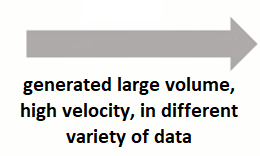 generated large volume,
high velocity, in different
variety of data